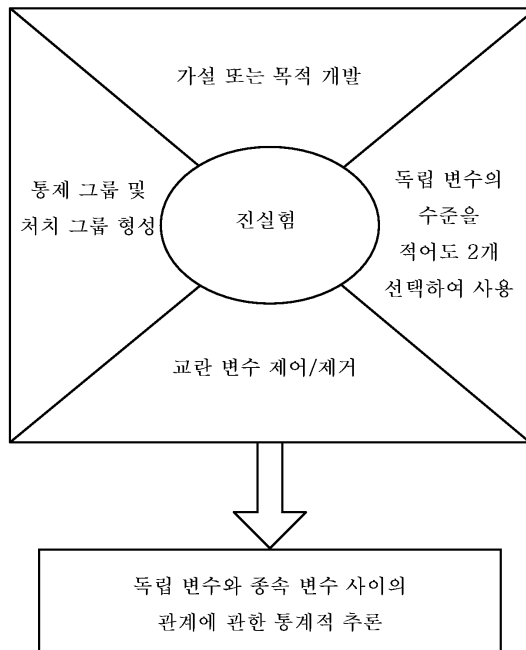 가설 또는 목적 개발
통제 그룹 및
처치 그룹 형성
진실험
독립 변수의
수준을
적어도 2개
선택하여 사용
교란 변수 제어/제거
독립 변수와 종속 변수 사이의
관계에 관한 통계적 추론